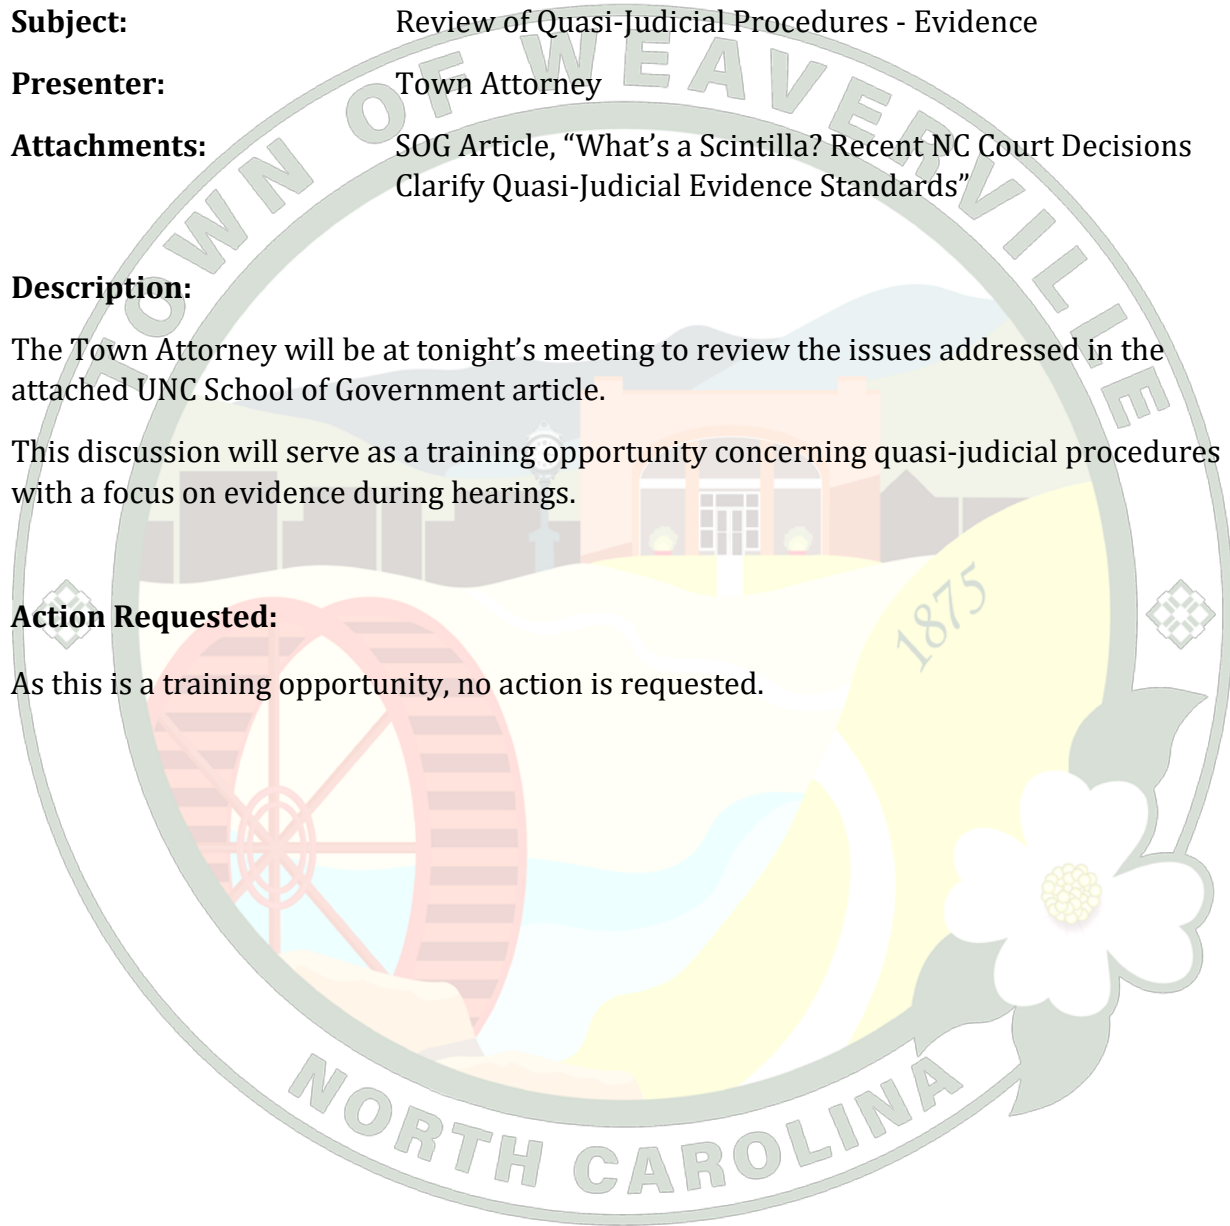 Subject: Review of Quasi-Judicial Procedures - Evidence
Presenter: Town Attorney
Attachments: SOG Article, “What’s a Scintilla? Recent NC Court Decisions
Clarify Quasi-Judicial Evidence Standards”
Description:
The Town Attorney will be at tonight’s meeting to review the issues addressed in the
attached UNC School of Government article.
This discussion will serve as a training opportunity concerning quasi-judicial procedures
with a focus on evidence during hearings.
Action Requested:
As this is a training opportunity, no action is requested.
TOWN OF WEAVERVILLE
1875
NORTH CAROLINA